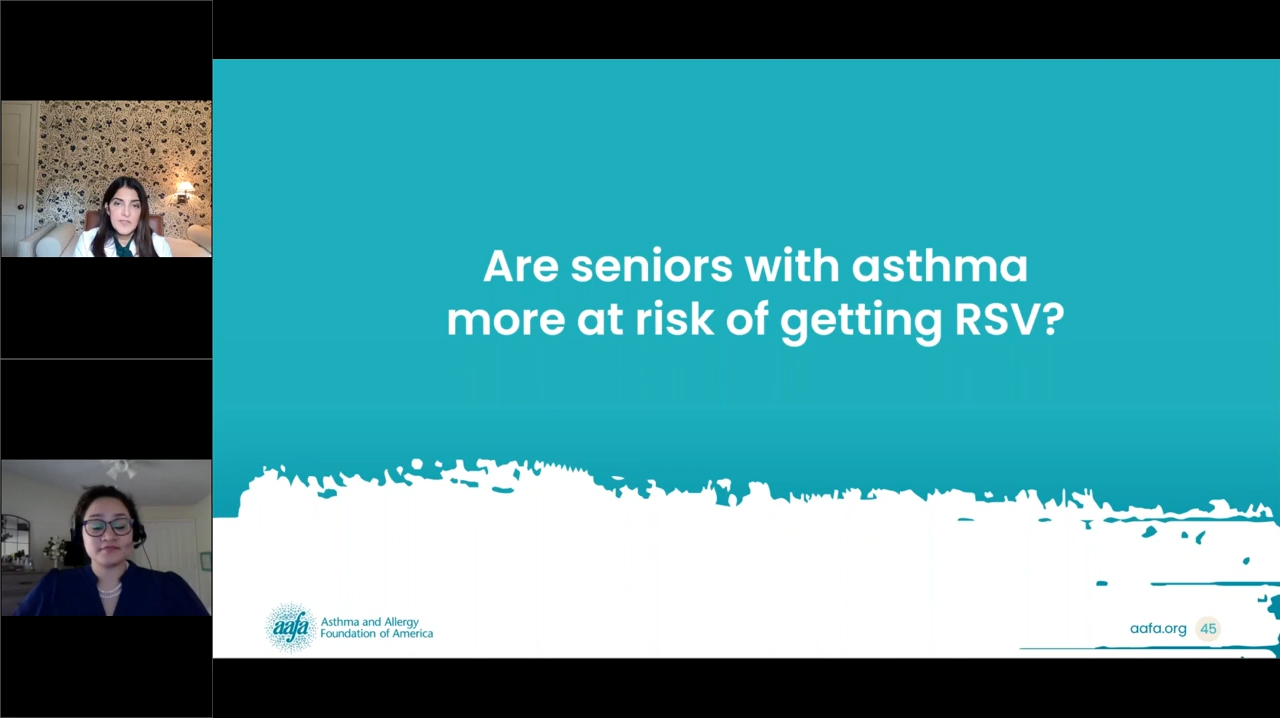 Are seniors with asthma
more at risk of getting RSV?
aafa
Asthma and Allergy
Foundation of America
aafa.org 45